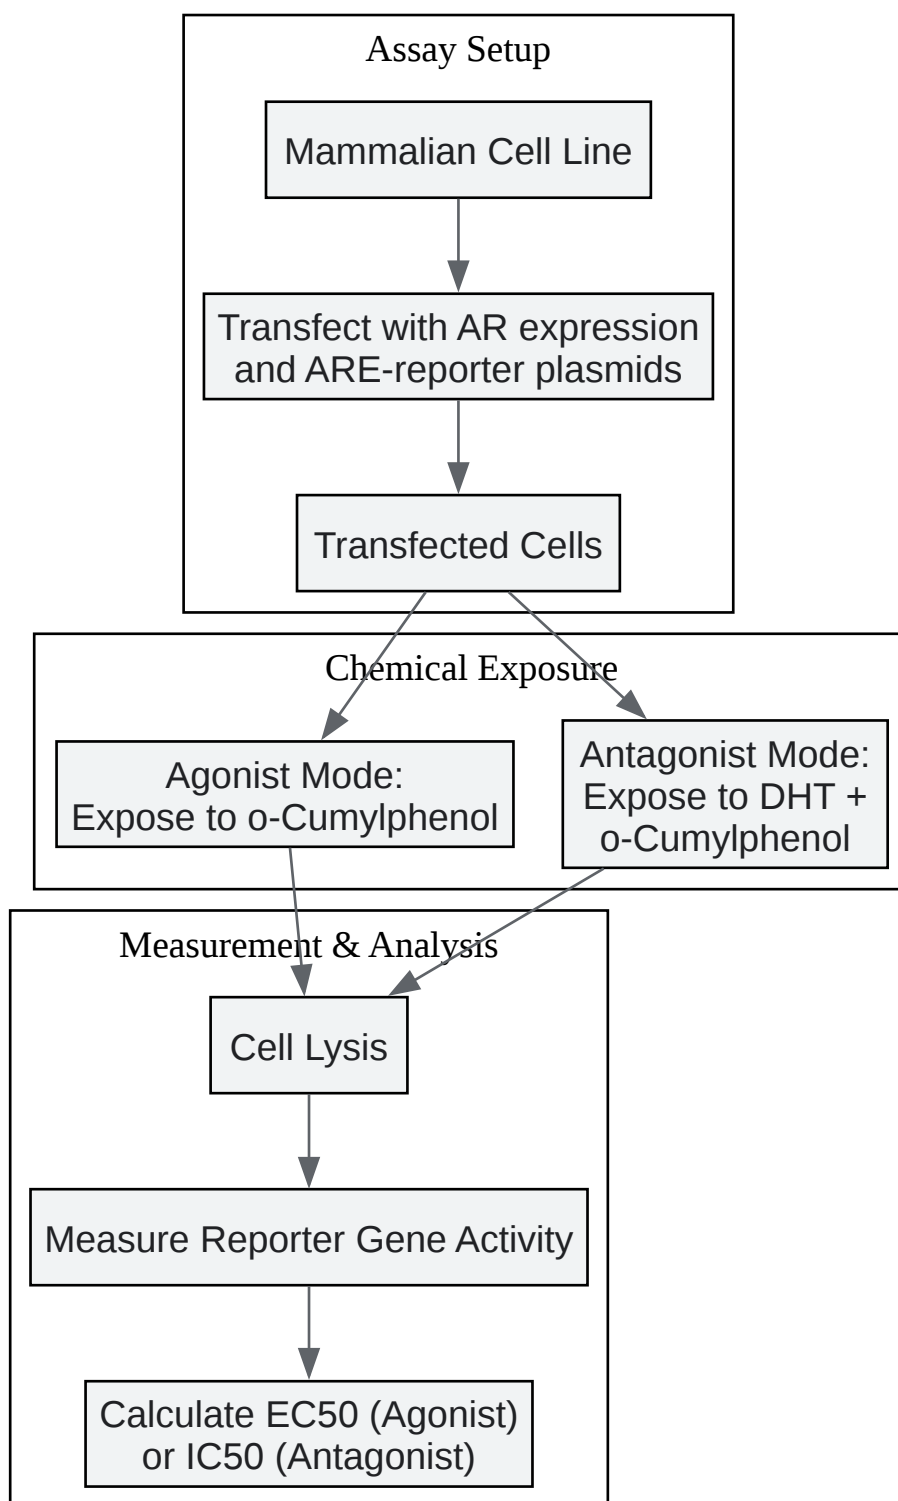 Assay Setup
Mammalian Cell Line
Transfect with AR expression
and ARE-reporter plasmids
Transfected Cells
Chemical Exposure
Agonist Mode:
Expose to o-Cumylphenol
Antagonist Mode:
Expose to DHT +
o-Cumylphenol
Measurement & Analysis
Cell Lysis
Measure Reporter Gene Activity
Calculate EC50 (Agonist)
or IC50 (Antagonist)